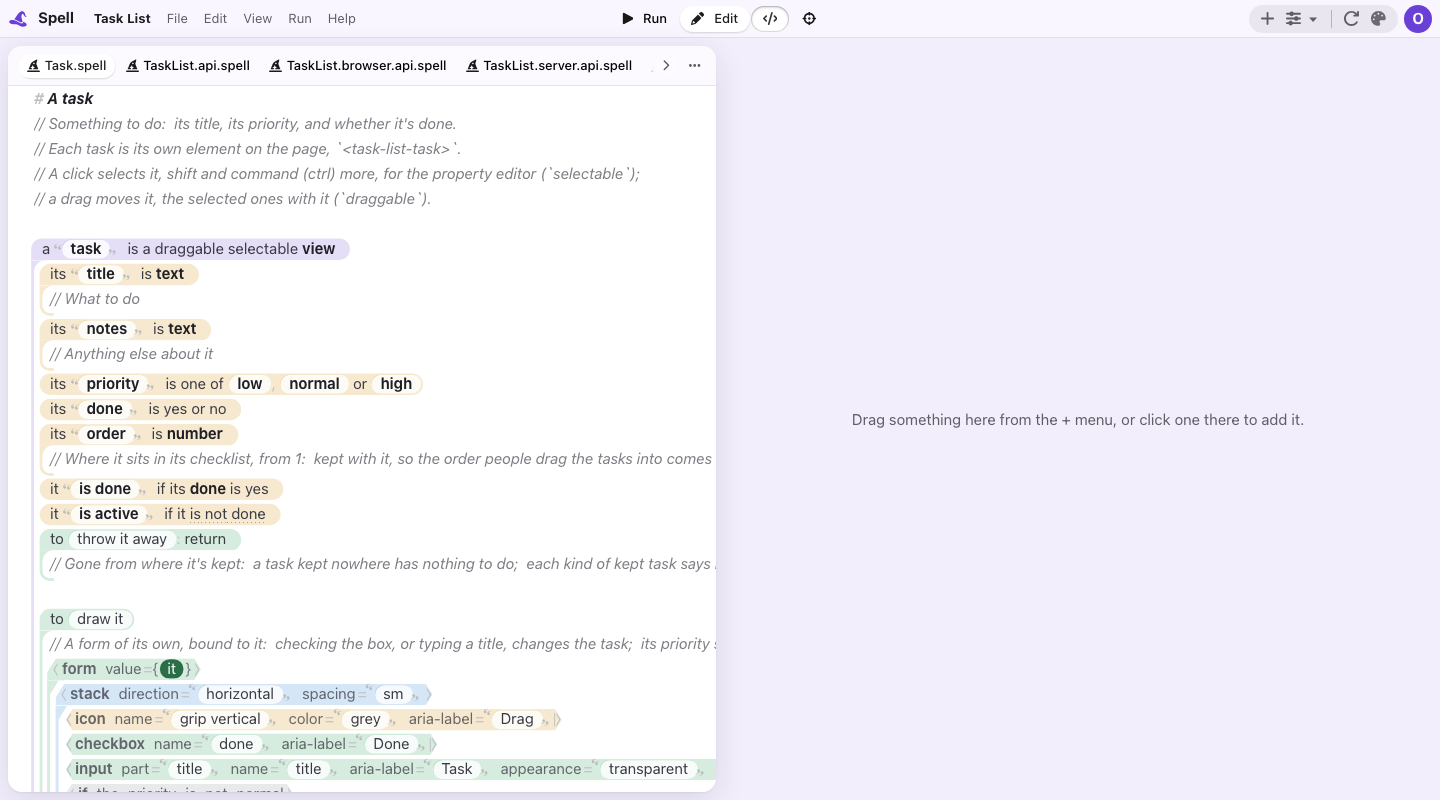 Spell Task List File Edit View Run Help Run Edit </> O
Task.spell TaskList.api.spell TaskList.browser.api.spell TaskList.server.api.spell
# A task
// Something to do:  its title, its priority, and whether it's done.
// Each task is its own element on the page, `<task-list-task>`.
// A click selects it, shift and command (ctrl) more, for the property editor (`selectable`);
// a drag moves it, the selected ones with it (`draggable`).
a “ task ” is a draggable selectable view
its “ title ” is text
// What to do
its “ notes ” is text
// Anything else about it
its “ priority ” is one of low , normal or high
its “ done ” is yes or no
its “ order ” is number
// Where it sits in its checklist, from 1:  kept with it, so the order people drag the tasks into comes
it “ is done ” if its done is yes
it “ is active ” if it is not done
to throw it away : return
// Gone from where it's kept:  a task kept nowhere has nothing to do;  each kind of kept task says
to draw it
// A form of its own, bound to it:  checking the box, or typing a title, changes the task;  its priority
form value={ it }
stack direction=“ horizontal ” spacing=“ sm ”
icon name=“ grip vertical ” color=“ grey ” aria-label=“ Drag ”
checkbox name=“ done ” aria-label=“ Done ”
input part=“ title ” name=“ title ” aria-label=“ Task ” appearance=“ transparent ”
if the priority is not normal
Drag something here from the + menu, or click one there to add it.